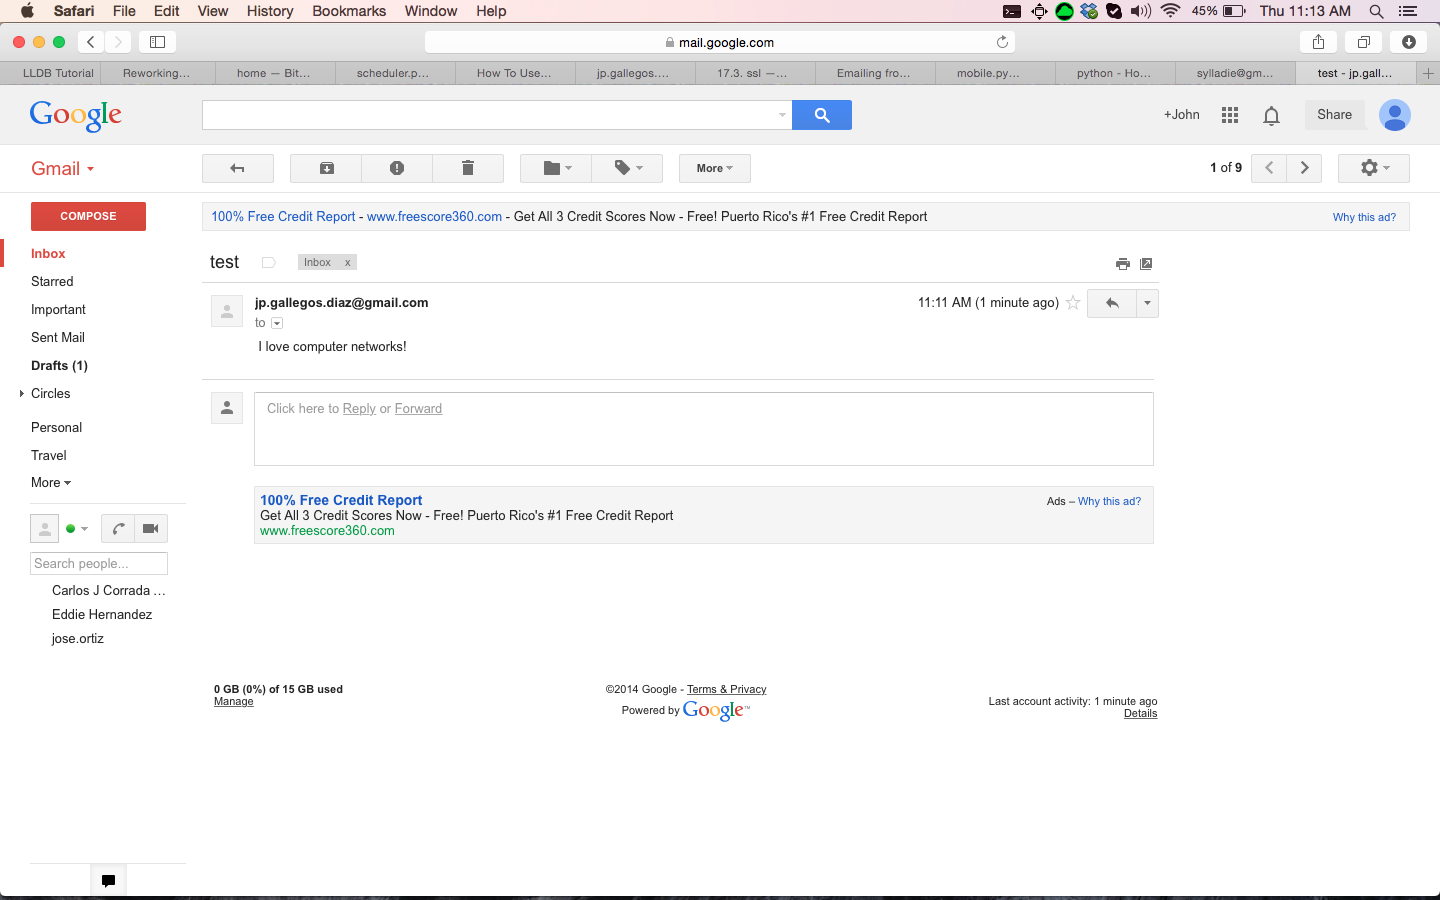 Safari File Edit View History Bookmarks Window Help 45% Thu 11:13 AM
mail.google.com
LLDB Tutorial Reworking... home — Bit... scheduler.p... How To Use... jp.gallegos.... 17.3. ssl —... Emailing fro... mobile.py... python - Ho... sylladie@gm... test - jp.gall...
Google +John Share
Gmail More 1 of 9
COMPOSE
100% Free Credit Report - www.freescore360.com - Get All 3 Credit Scores Now - Free! Puerto Rico's #1 Free Credit Report Why this ad?
Inbox
Starred
Important
Sent Mail
Drafts (1)
Circles
Personal
Travel
More
Search people...
Carlos J Corrada ...
Eddie Hernandez
jose.ortiz
test Inbox x
jp.gallegos.diaz@gmail.com 11:11 AM (1 minute ago)
to
I love computer networks!
Click here to Reply or Forward
100% Free Credit Report Ads – Why this ad?
Get All 3 Credit Scores Now - Free! Puerto Rico's #1 Free Credit Report
www.freescore360.com
0 GB (0%) of 15 GB used
Manage
©2014 Google - Terms & Privacy
Powered by Google™
Last account activity: 1 minute ago
Details